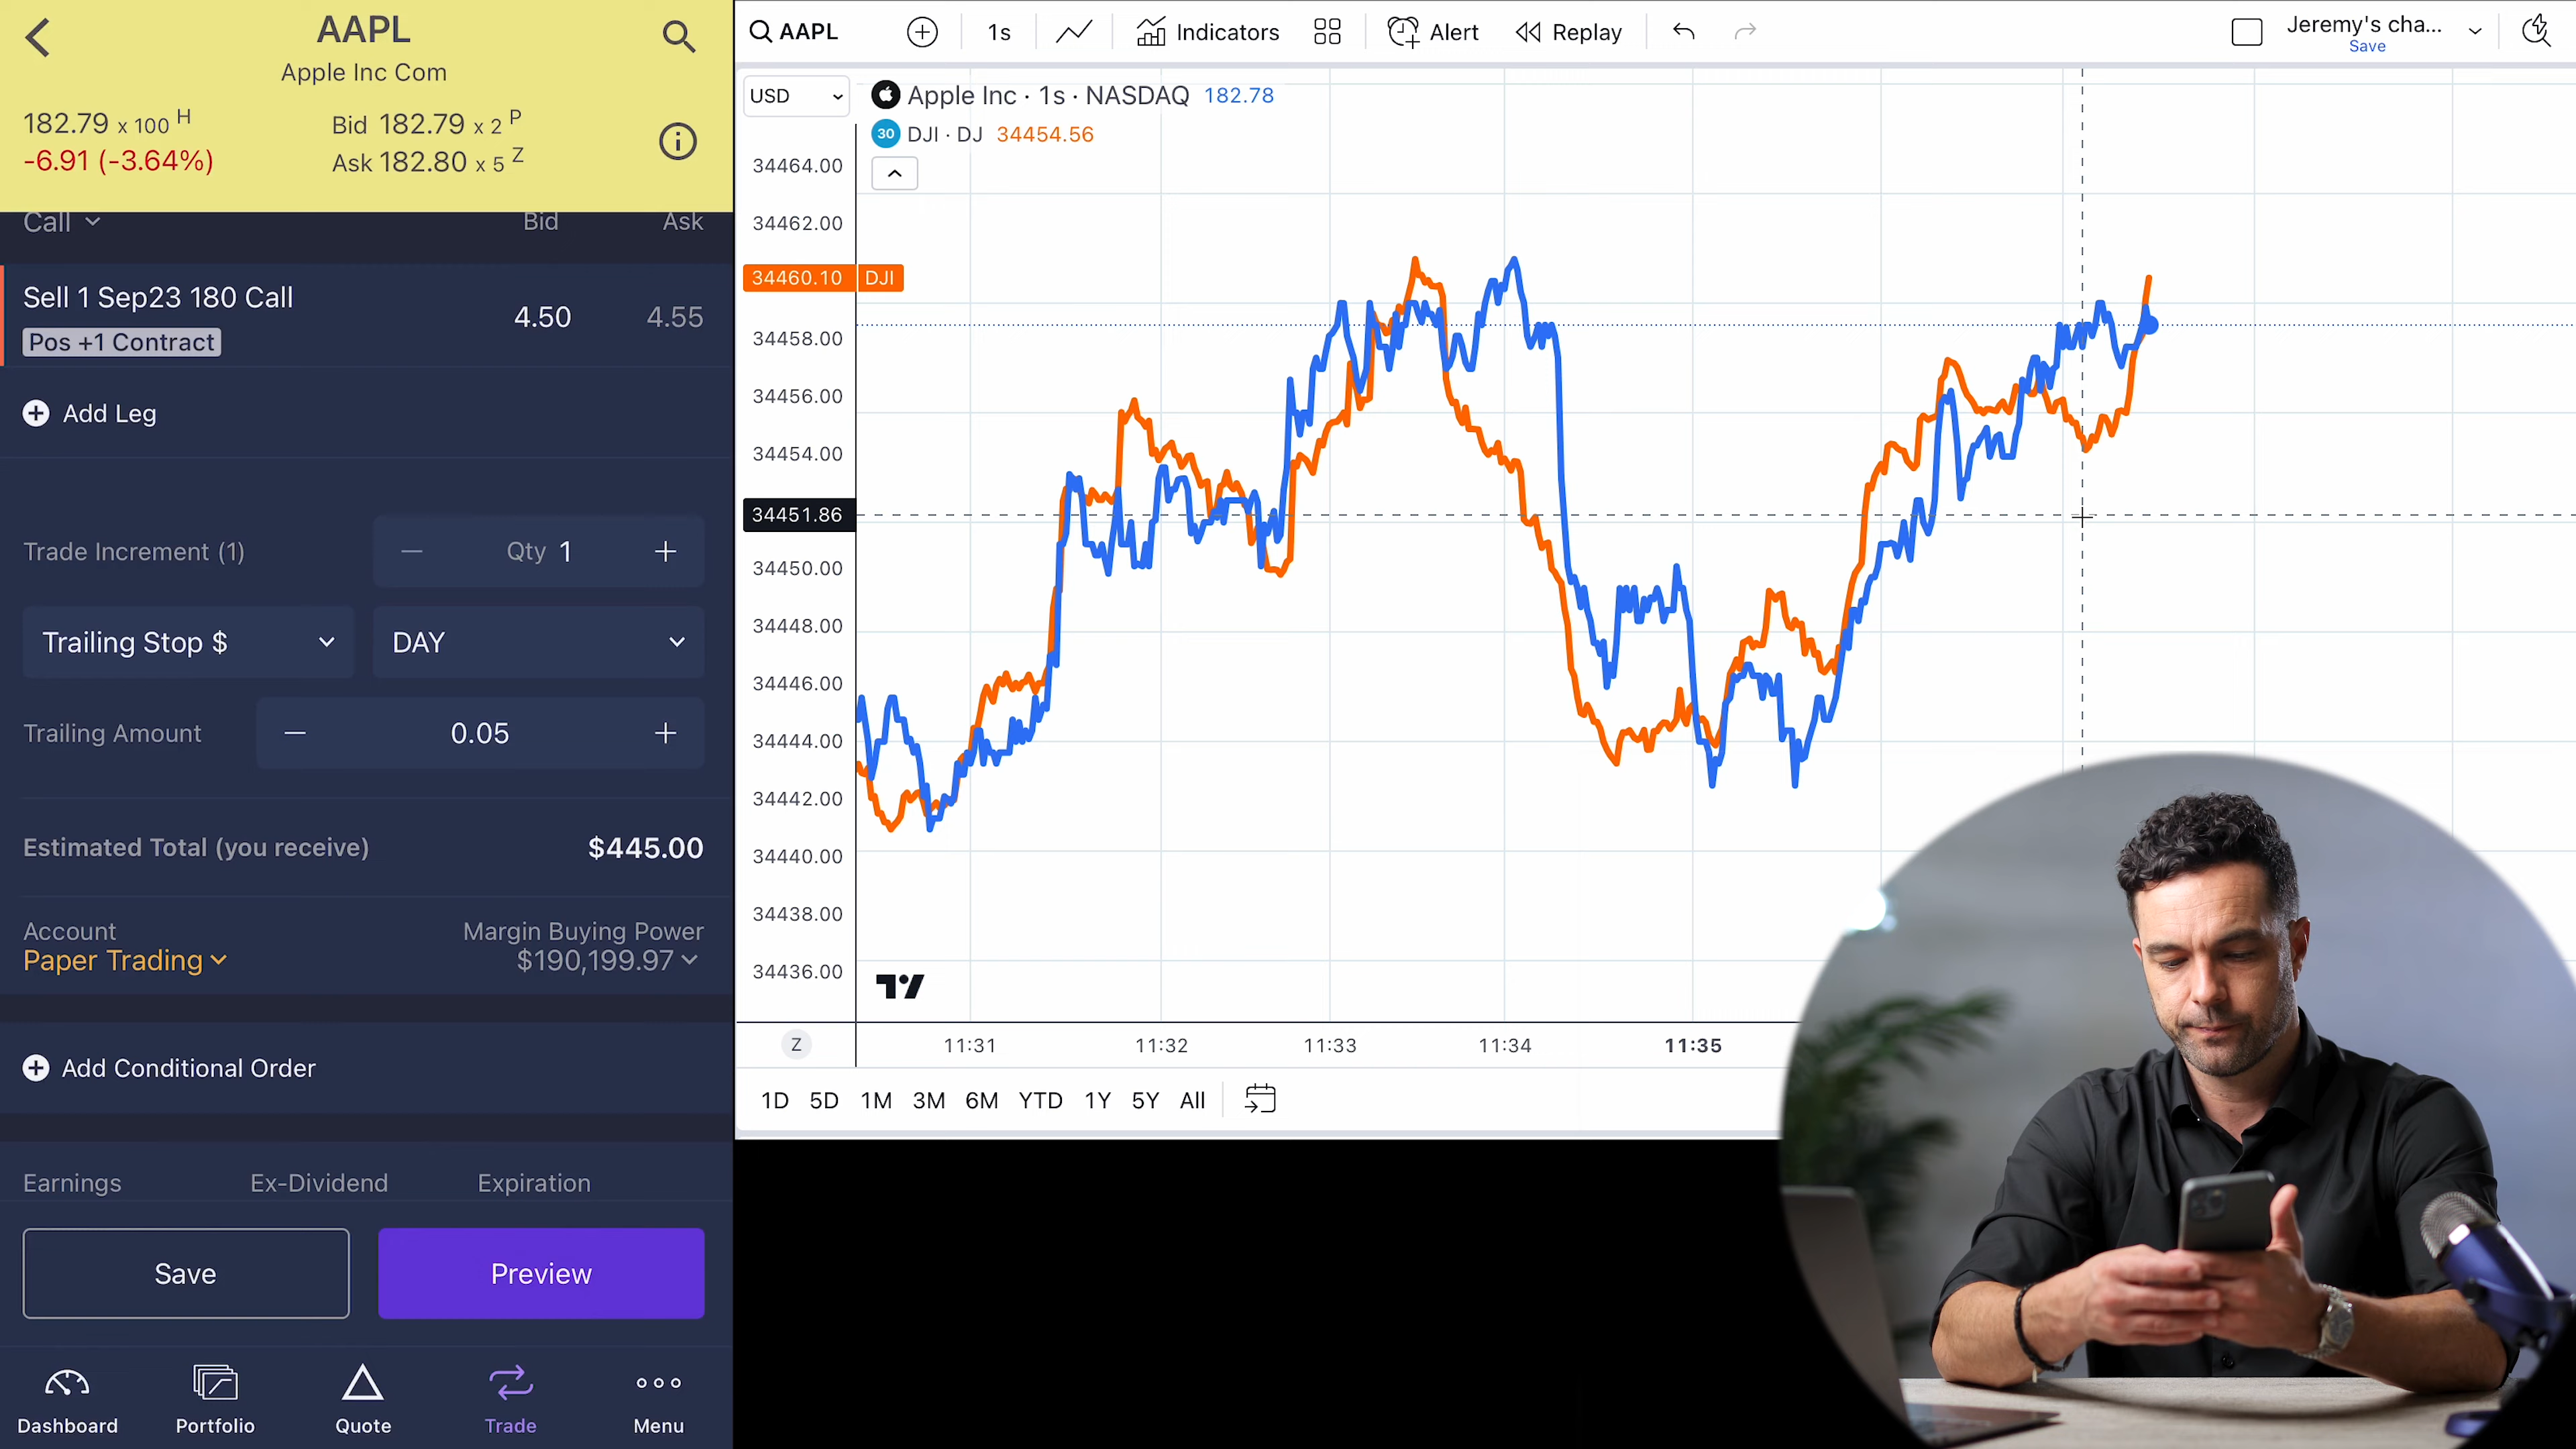 AAPL
Apple Inc Com
182.79 x 100 H
-6.91 (-3.64%)
Bid 182.79 x 2 P
Ask 182.80 x 5 Z
Call
Bid
Ask
Sell 1 Sep23 180 Call
Pos +1 Contract
4.50
4.55
Add Leg
Trade Increment (1)
Qty 1
Trailing Stop $
DAY
Trailing Amount
0.05
Estimated Total (you receive)
$445.00
Account
Paper Trading
Margin Buying Power
$190,199.97
Add Conditional Order
Earnings
Ex-Dividend
Expiration
Save
Preview
Dashboard
Portfolio
Quote
Trade
Menu
AAPL
1s
Indicators
Alert
Replay
Jeremy's cha...
Save
USD
Apple Inc · 1s · NASDAQ 182.78
30 DJI · DJ 34454.56
34464.00
34462.00
34460.10 DJI
34458.00
34456.00
34454.00
34451.86
34450.00
34448.00
34446.00
34444.00
34442.00
34440.00
34438.00
34436.00
Z
11:31
11:32
11:33
11:34
11:35
1D 5D 1M 3M 6M YTD 1Y 5Y All